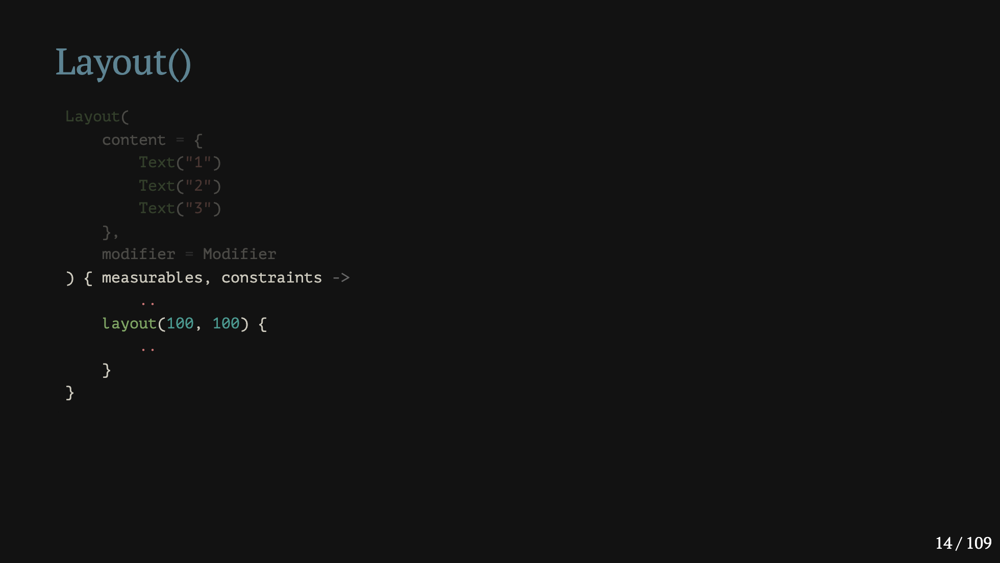 Layout()
Layout(
    content = {
        Text("1")
        Text("2")
        Text("3")
    },
    modifier = Modifier
) { measurables, constraints ->
        ..
    layout(100, 100) {
        ..
    }
}
14 / 109